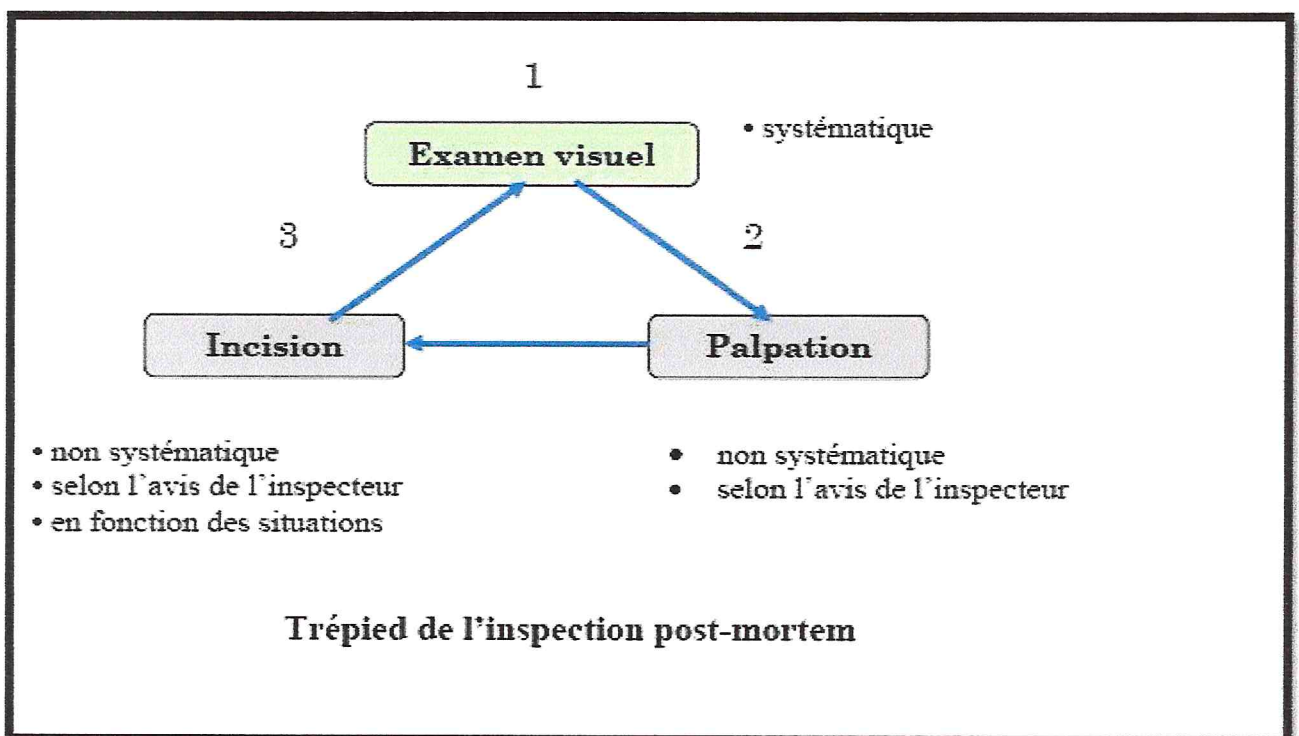 1
Examen visuel
• systématique
3
2
Incision
Palpation
• non systématique
• selon l'avis de l'inspecteur
• en fonction des situations
• non systématique
• selon l'avis de l'inspecteur
Trépied de l'inspection post-mortem